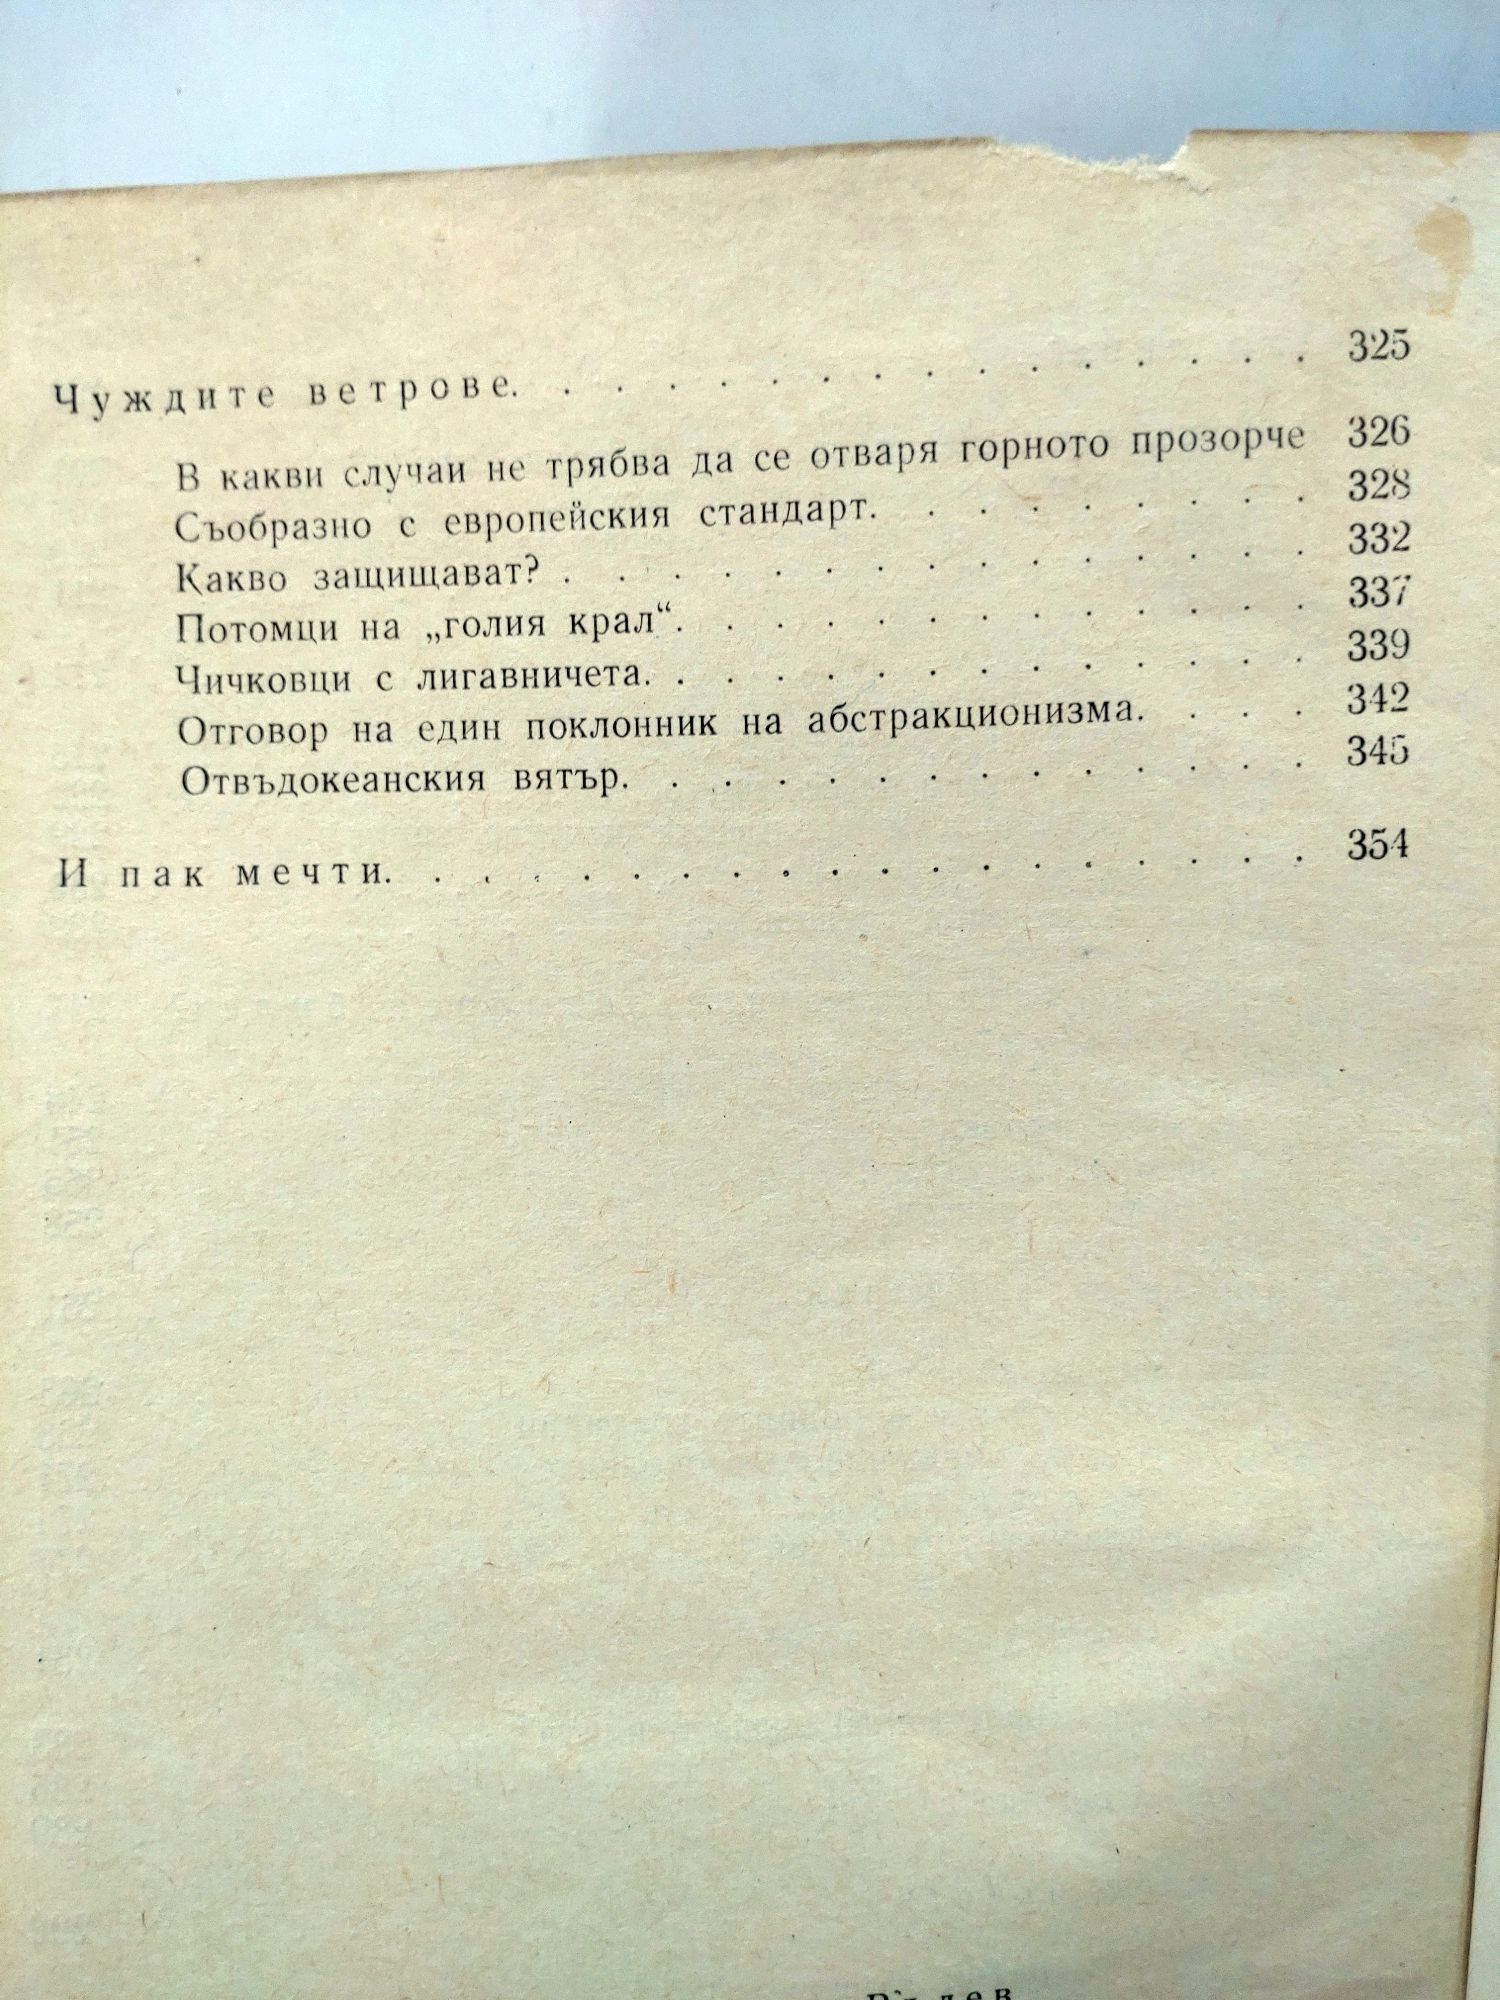 Чуждите ветрове. . . . . . . . . . . . . . . . 325
В какви случаи не трябва да се отваря горното прозорче 326
Съобразно с европейския стандарт. . . . . . . . . 328
Какво защищават? . . . . . . . . . . . . . . . 332
Потомци на „голия крал“. . . . . . . . . . . . . 337
Чичковци с лигавничета. . . . . . . . . . . . . . 339
Отговор на един поклонник на абстракционизма. . . . 342
Отвъдокеанския вятър. . . . . . . . . . . . . . 345
И пак мечти. . . . . . . . . . . . . . . . . . . 354